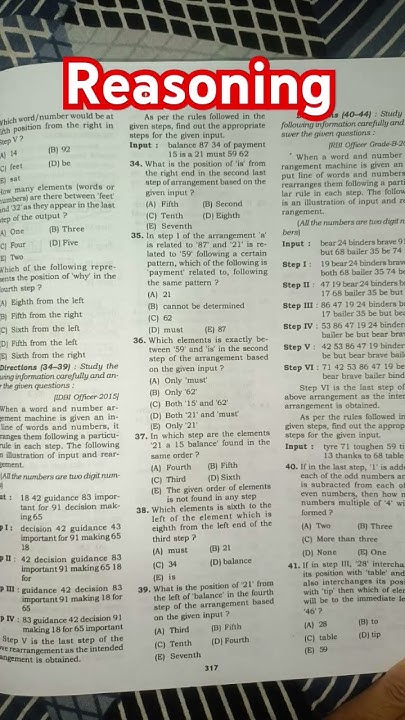 Reasoning
Which word/number would be at
fifth position from the right in
step V ?
A) 14 (B) 92
C) feet (D) be
E) sat
How many elements (words or
numbers) are there between 'feet'
and '32' as they appear in the last
step of the output ?
A) One (B) Three
C) Four (D) Five
E) Two
Which of the following repre-
sents the position of 'why' in the
fourth step ?
(A) Eighth from the left
(B) Fifth from the right
(C) Sixth from the left
(D) Fifth from the left
(E) Sixth from the right
Directions (34–39) : Study the
following information carefully and an-
r the given questions :
[IDBI Officer-2015]
When a word and number ar-
gement machine is given an in-
line of words and numbers, it
ranges them following a particu-
rule in each step. The following
n illustration of input and rear-
gement.
(All the numbers are two digit num-
ut : 18 42 guidance 83 impor-
tant for 91 decision mak-
ing 65
p I : decision 42 guidance 43
important for 91 making 65
18
p II : 42 decision guidance 83
important 91 making 65 18
for
p III : guidance 42 decision 83
important 91 making 18 for
65
p IV : 83 guidance 42 decision 91
making 18 for 65 important
Step V is the last step of the
ve rearrangement as the intended
angement is obtained.
As per the rules followed in the
given steps, find out the appropriate
steps for the given input.
Input : balance 87 34 of payment
15 is a 21 must 59 62
34. What is the position of 'is' from
the right end in the second last
step of arrangement based on the
given input ?
(A) Fifth (B) Second
(C) Tenth (D) Eighth
(E) Seventh
35. In step I of the arrangement 'a'
is related to '87' and '21' is re-
lated to '59' following a certain
pattern, which of the following is
'payment' related to, following
the same pattern ?
(A) 21
(B) cannot be determined
(C) 62
(D) must (E) 87
36. Which elements is exactly be-
tween '59' and 'is' in the second
step of the arrangement based
on the given input ?
(A) Only 'must'
(B) Only '62'
(C) Both '15' and '62'
(D) Both '21' and 'must'
(E) Only '21'
37. In which step are the elements
'21 a 15 balance' found in the
same order ?
(A) Fourth (B) Fifth
(C) Third (D) Sixth
(E) The given order of elements
is not found in any step
38. Which elements is sixth to the
left of the element which is
eighth from the left end of the
third step ?
(A) must (B) 21
(C) 34 (D) balance
(E) is
39. What is the position of '21' from
the left of 'balance' in the fourth
step of the arrangement based
on the given input ?
(A) Third (B) Fifth
(C) Tenth (D) Fourth
(E) Seventh
(40–44) : Study
following information carefully and
swer the given questions :
[RBI Officer Grade-B-20
When a word and number
rangement machine is given an
put line of words and numbers
rearranges them following a parti
lar rule in each step. The follow
is an illustration of input and re
rangement.
(All the numbers are two digit n
bers)
Input : bear 24 binders brave 9
but 68 bailer 35 be 74
Step I : 19 bear 24 binders brav
both 68 bailer 35 74 be
Step II : 47 19 bear 24 binders b
17 68 bailer 35 be but
Step III : 86 47 19 24 binders b
17 bailer 35 be but bea
Step IV : 53 86 47 19 24 binder
bailer be but bear bra
Step V : 42 53 86 47 19 binder
be but bear brave baile
Step VI : 71 42 53 86 47 19 be
bear brave bailer bind
Step VI is the last step of
above arrangement as the inter
arrangement is obtained.
As per the rules followed in
given steps, find out the approp
steps for the given input.
Input : tyre 71 toughen 59 ti
13 thanks to 68 table
40. If in the last step, '1' is adde
each of the odd numbers an
is subtracted from each of
even numbers, then how n
numbers multiple of '4' wi
formed ?
(A) Two (B) Three
(C) More than three
(D) None (E) One
41. If in step III, '28' intercha
its position with 'table' and
also interchanges its pos
with 'tip' then which of elen
will be to the immediate le
'46' ?
(A) 28 (B) to
(C) table (D) tip
(E) 59
317